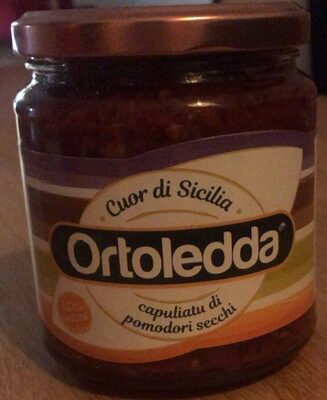 Cuor di Sicilia
Ortoledda
capuliatu di
pomodori secchi